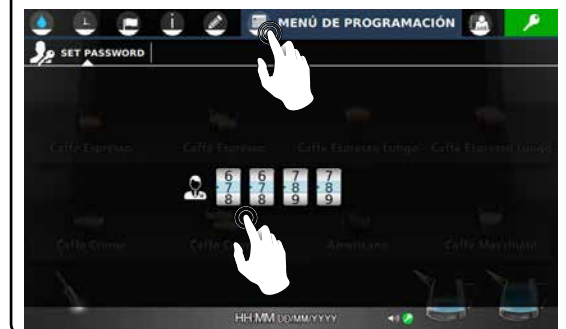 MENÚ DE PROGRAMACIÓN
SET PASSWORD
Caffè Espresso Caffè Espresso Caffè Espresso Lungo Caffè Espresso Lungo
6 6 7 7
7 7 8 8
8 8 9 9
Caffè Crema Americano Caffè Macchiato
HH:MM DD/MM/YYYY